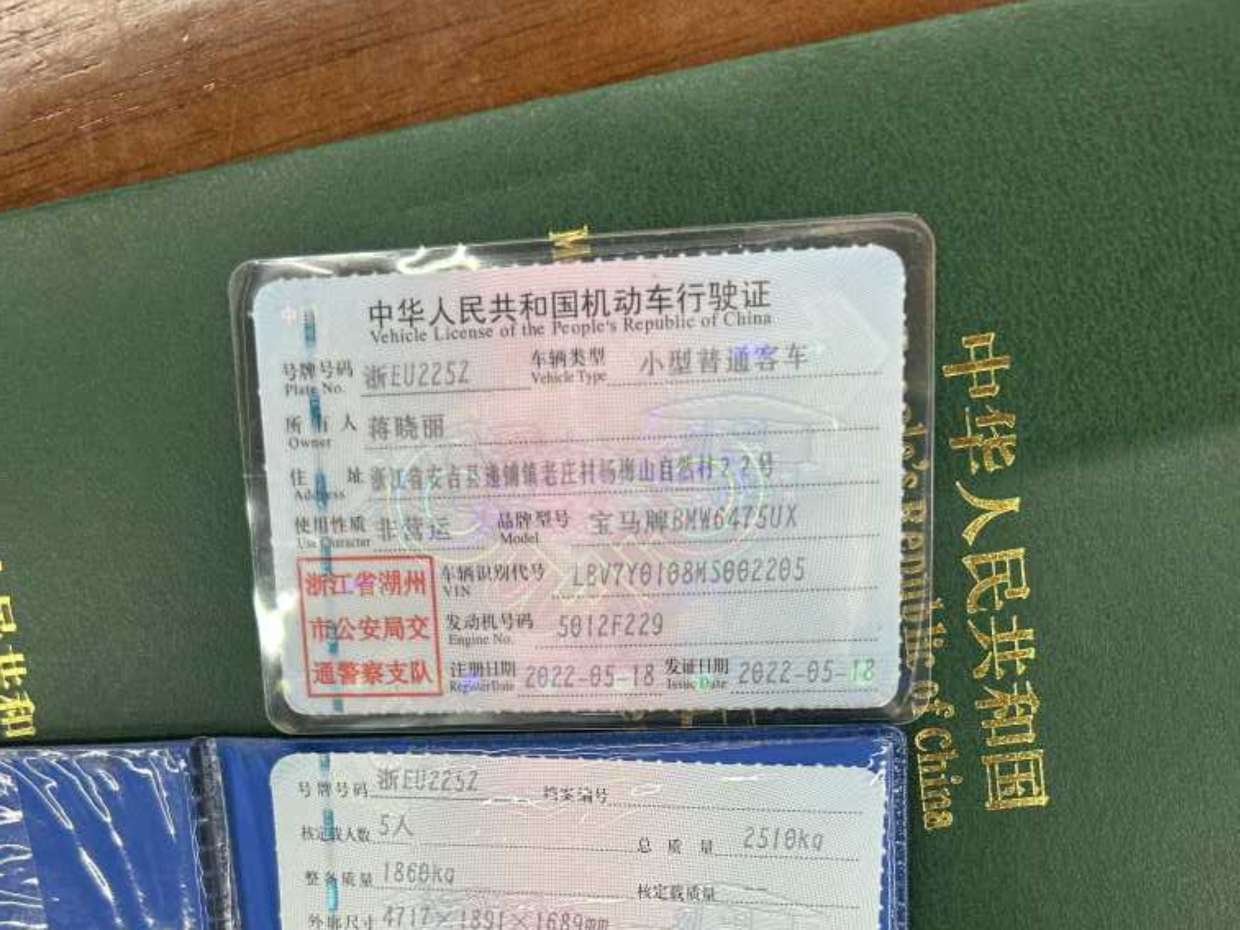 中华人民共和国机动车行驶证
Vehicle License of the People's Republic of China
号牌号码 浙EU225Z 车辆类型 小型普通客车
Plate No. Vehicle Type
所有人 蒋晓丽
Owner
住址 浙江省安吉县递铺镇老庄村杨梅山自然村22号
Address
使用性质 非营运 品牌型号 宝马牌BMW6475UX
Use Character Model
浙江省湖州
市公安局交
通警察支队
车辆识别代号 LBV7Y0108MS002205
VIN
发动机号码 5012F229
Engine No.
注册日期 2022-05-18 发证日期 2022-05-18
Register Date Issue Date
号牌号码 浙EU225Z 档案编号
核定载人数 5人 总质量 2510kg
整备质量 1860kg 核定载质量 --
外廓尺寸 4717×1891×1689mm
中华人民共和国
's Republic of China
民共和